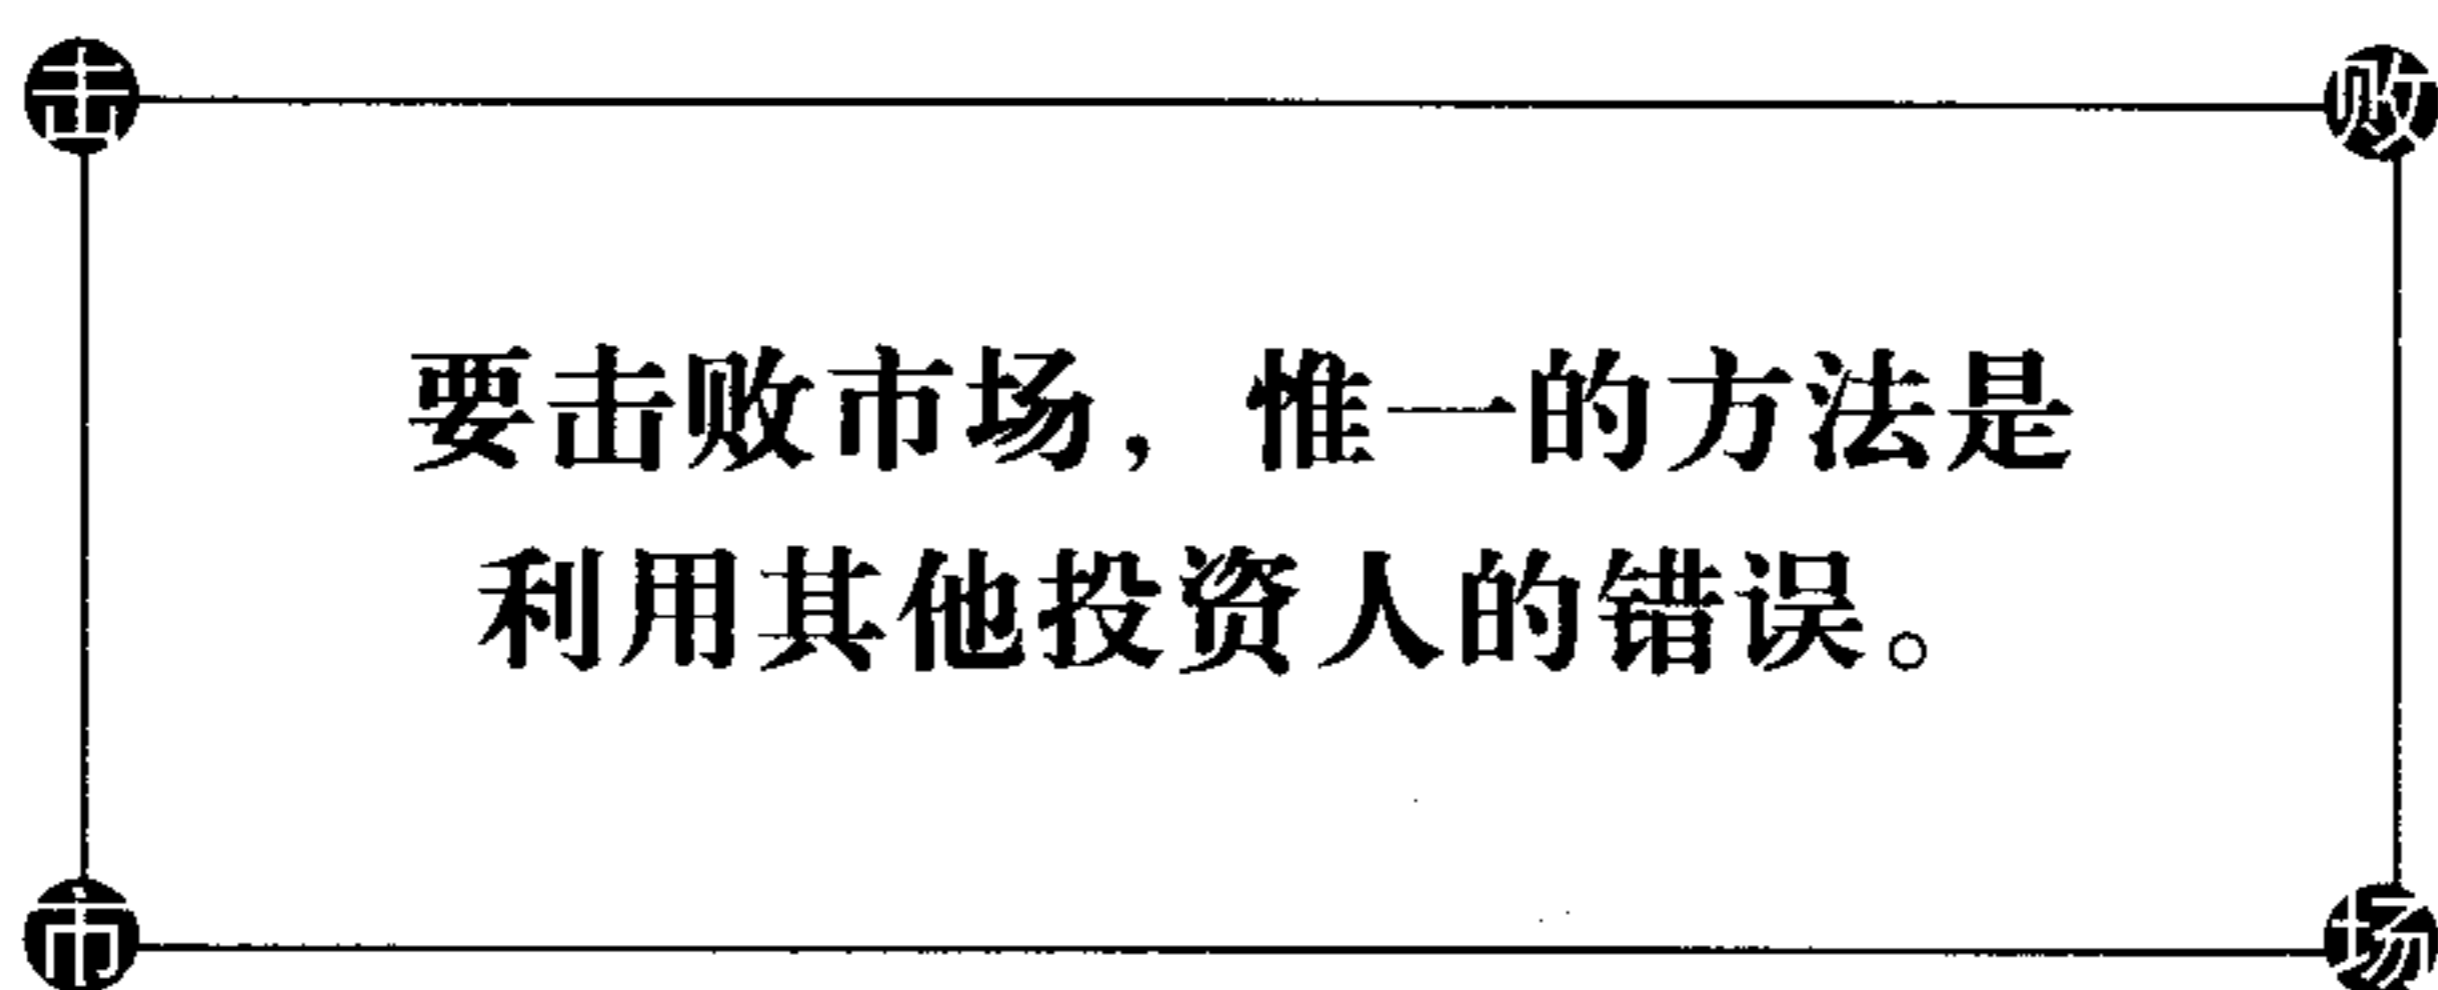 击 败
要击败市场，惟一的方法是
利用其他投资人的错误。
市 场